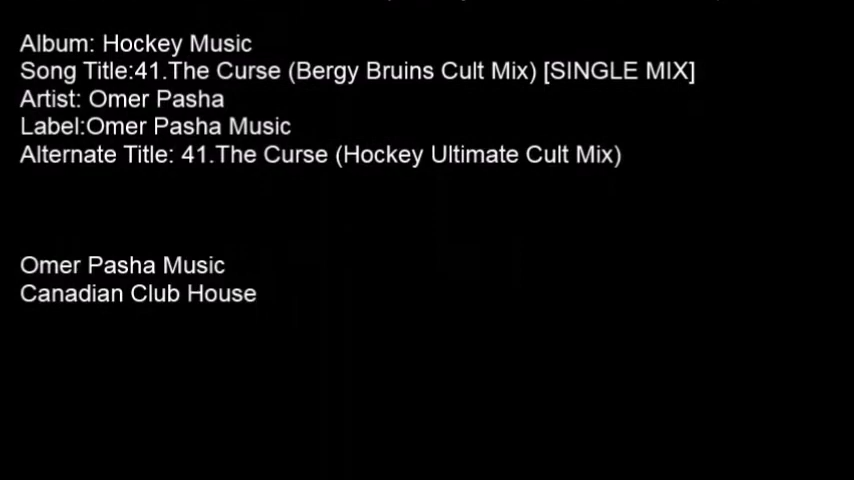 Album: Hockey Music
Song Title:41.The Curse (Bergy Bruins Cult Mix) [SINGLE MIX]
Artist: Omer Pasha
Label:Omer Pasha Music
Alternate Title: 41.The Curse (Hockey Ultimate Cult Mix)
Omer Pasha Music
Canadian Club House